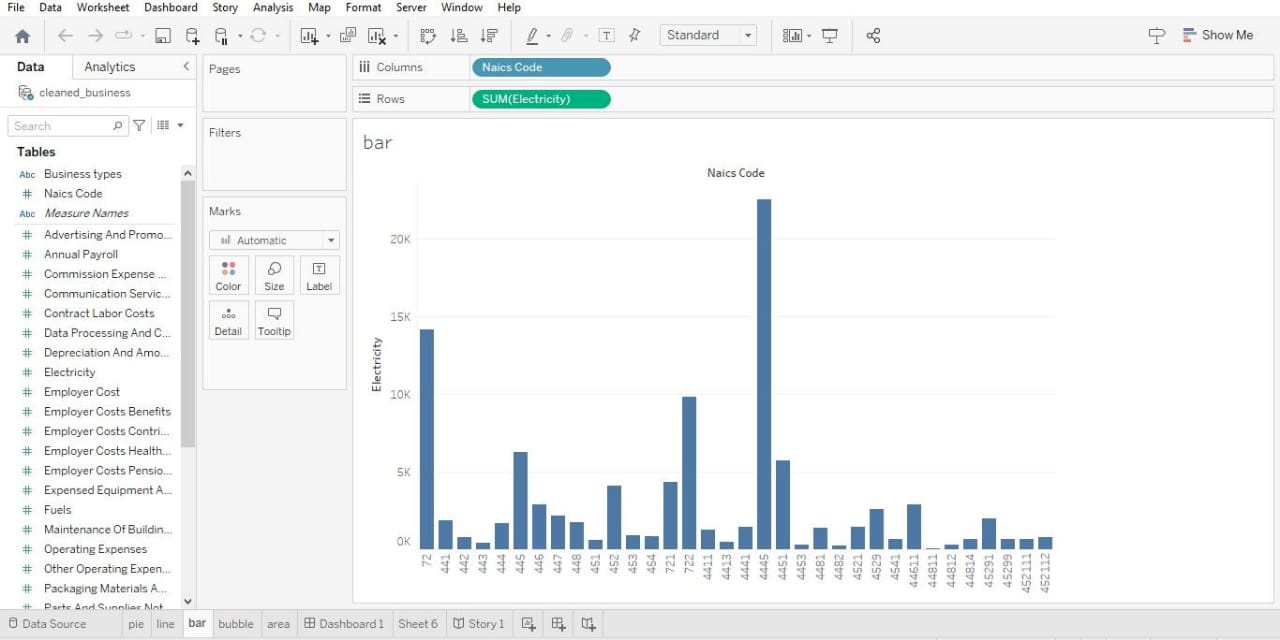 File Data Worksheet Dashboard Story Analysis Map Format Server Window Help
Standard
Show Me
Data Analytics
cleaned_business
Search
Tables
Abc Business types
# Naics Code
Abc Measure Names
# Advertising And Promo...
# Annual Payroll
# Commission Expense ...
# Communication Servic...
# Contract Labor Costs
# Data Processing And C...
# Depreciation And Amo...
# Electricity
# Employer Cost
# Employer Costs Benefits
# Employer Costs Contri...
# Employer Costs Health...
# Employer Costs Pensio...
# Expensed Equipment A...
# Fuels
# Maintenance Of Buildin...
# Operating Expenses
# Other Operating Expen...
# Packaging Materials A...
# Parts And Supplies Not
Pages
Filters
Marks
Automatic
Color Size Label
Detail Tooltip
Columns Naics Code
Rows SUM(Electricity)
bar
Naics Code
Electricity
20K
15K
10K
5K
0K
72 441 442 443 444 445 446 447 448 451 452 453 454 721 722 4411 4413 4441 4445 4451 4453 4481 4482 4521 4529 4541 44611 44811 44812 44814 45291 45299 452111 452112
Data Source pie line bar bubble area Dashboard 1 Sheet 6 Story 1